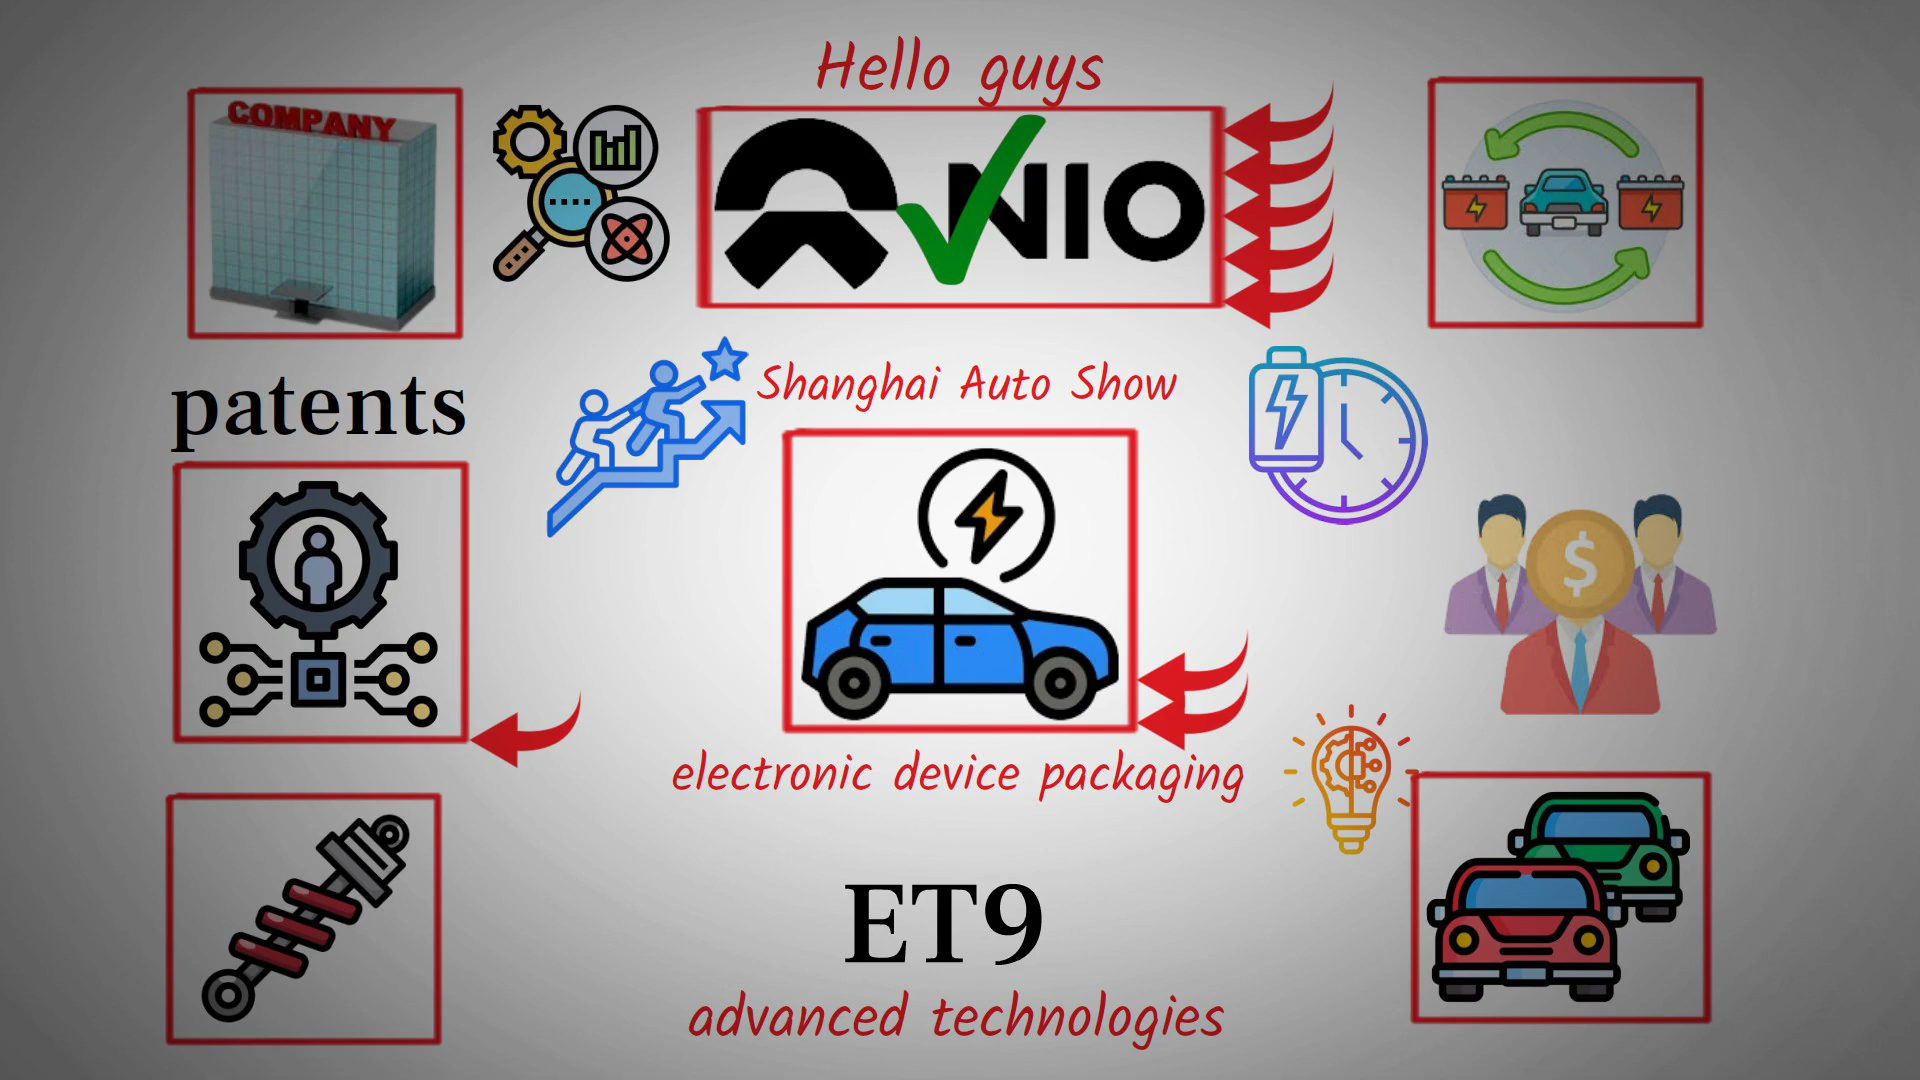 Hello guys
COMPANY
NIO
patents
Shanghai Auto Show
$
electronic device packaging
ET9
advanced technologies